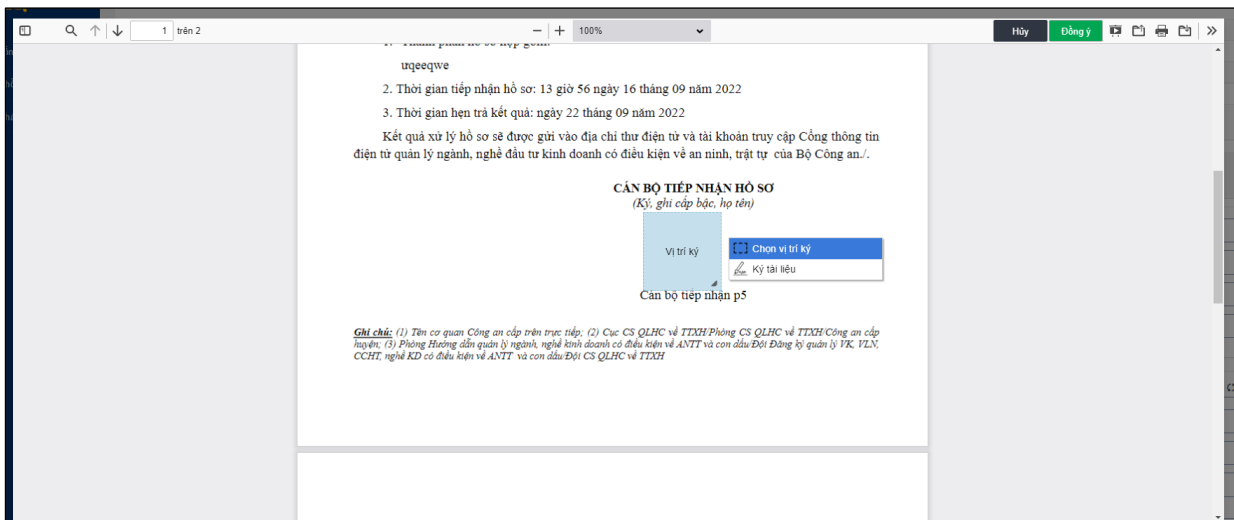 1 trên 2
100%
Hủy
Đồng ý
1. Thành phần hồ sơ nộp gồm:
ưqeeqwe
2. Thời gian tiếp nhận hồ sơ: 13 giờ 56 ngày 16 tháng 09 năm 2022
3. Thời gian hẹn trả kết quả: ngày 22 tháng 09 năm 2022
Kết quả xử lý hồ sơ sẽ được gửi vào địa chỉ thư điện tử và tài khoản truy cập Cổng thông tin
điện tử quản lý ngành, nghề đầu tư kinh doanh có điều kiện về an ninh, trật tự của Bộ Công an./.
CÁN BỘ TIẾP NHẬN HỒ SƠ
(Ký, ghi cấp bậc, họ tên)
Vị trí ký
Chọn vị trí ký
Ký tài liệu
Cán bộ tiếp nhận p5
Ghi chú: (1) Tên cơ quan Công an cấp trên trực tiếp; (2) Cục CS QLHC về TTXH/Phòng CS QLHC về TTXH/Công an cấp
huyện; (3) Phòng Hướng dẫn quản lý ngành, nghề kinh doanh có điều kiện về ANTT và con dấu/Đội Đăng ký quản lý VK, VLN,
CCHT, nghề KD có điều kiện về ANTT và con dấu/Đội CS QLHC về TTXH